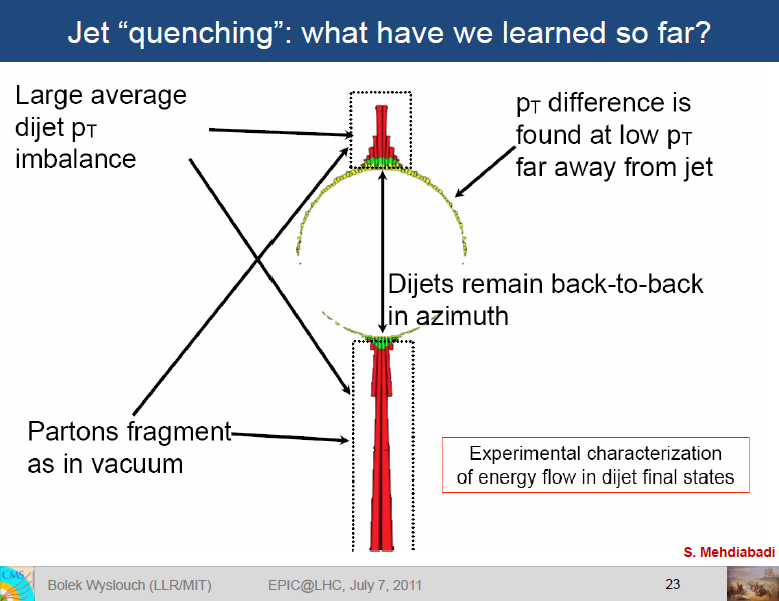 Jet “quenching”: what have we learned so far?
Large average
dijet pT
imbalance
pT difference is
found at low pT
far away from jet
Dijets remain back-to-back
in azimuth
Partons fragment
as in vacuum
Experimental characterization
of energy flow in dijet final states
S. Mehdiabadi
CMS
Bolek Wyslouch (LLR/MIT)
EPIC@LHC, July 7, 2011
23